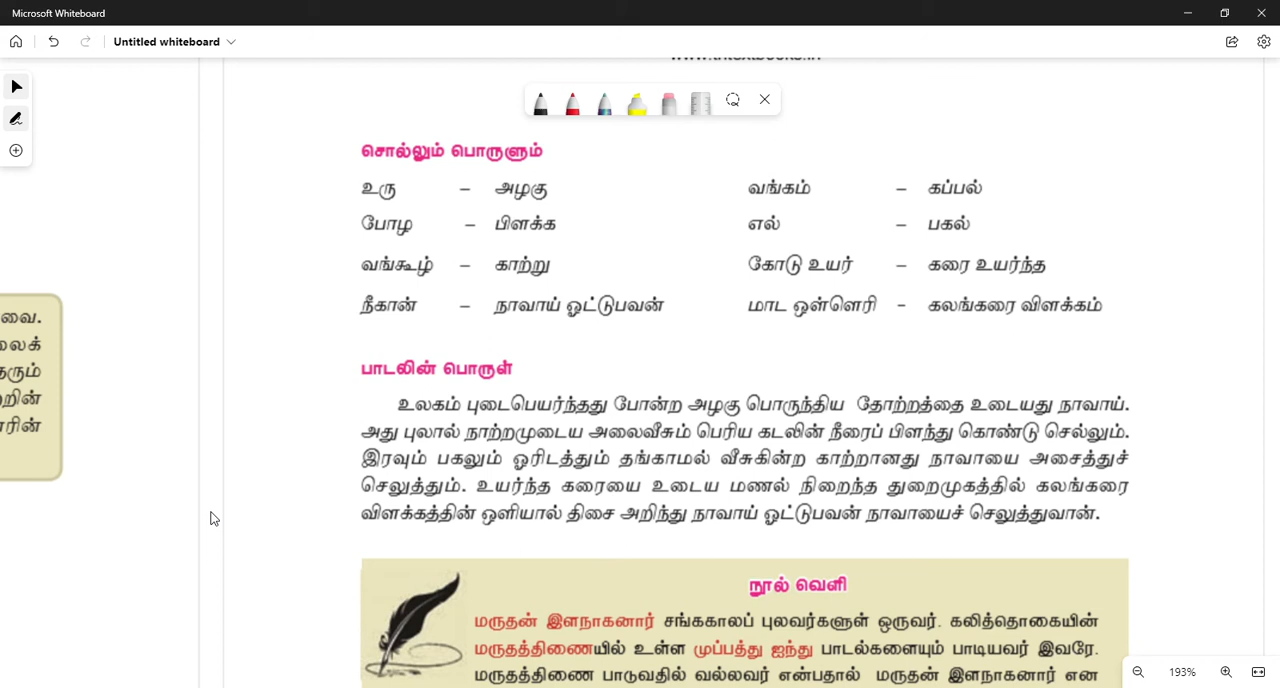 Microsoft Whiteboard
Untitled whiteboard
சொல்லும் பொருளும்
உரு – அழகு வங்கம் – கப்பல்
போழ – பிளக்க எல் – பகல்
வங்கூழ் – காற்று கோடு உயர் – கரை உயர்ந்த
நீகான் – நாவாய் ஓட்டுபவன் மாட ஒள்ளெரி – கலங்கரை விளக்கம்
பாடலின் பொருள்
உலகம் புடைபெயர்ந்தது போன்ற அழகு பொருந்திய தோற்றத்தை உடையது நாவாய்.
அது புலால் நாற்றமுடைய அலைவீசும் பெரிய கடலின் நீரைப் பிளந்து கொண்டு செல்லும்.
இரவும் பகலும் ஓரிடத்தும் தங்காமல் வீசுகின்ற காற்றானது நாவாயை அசைத்துச்
செலுத்தும். உயர்ந்த கரையை உடைய மணல் நிறைந்த துறைமுகத்தில் கலங்கரை
விளக்கத்தின் ஒளியால் திசை அறிந்து நாவாய் ஓட்டுபவன் நாவாயைச் செலுத்துவான்.
நூல் வெளி
மருதன் இளநாகனார் சங்ககாலப் புலவர்களுள் ஒருவர். கலித்தொகையின்
மருதத்திணையில் உள்ள முப்பத்து ஐந்து பாடல்களையும் பாடியவர் இவரே.
மருதத்திணை பாடுவதில் வல்லவர் என்பதால் மருதன் இளநாகனார் என
193%